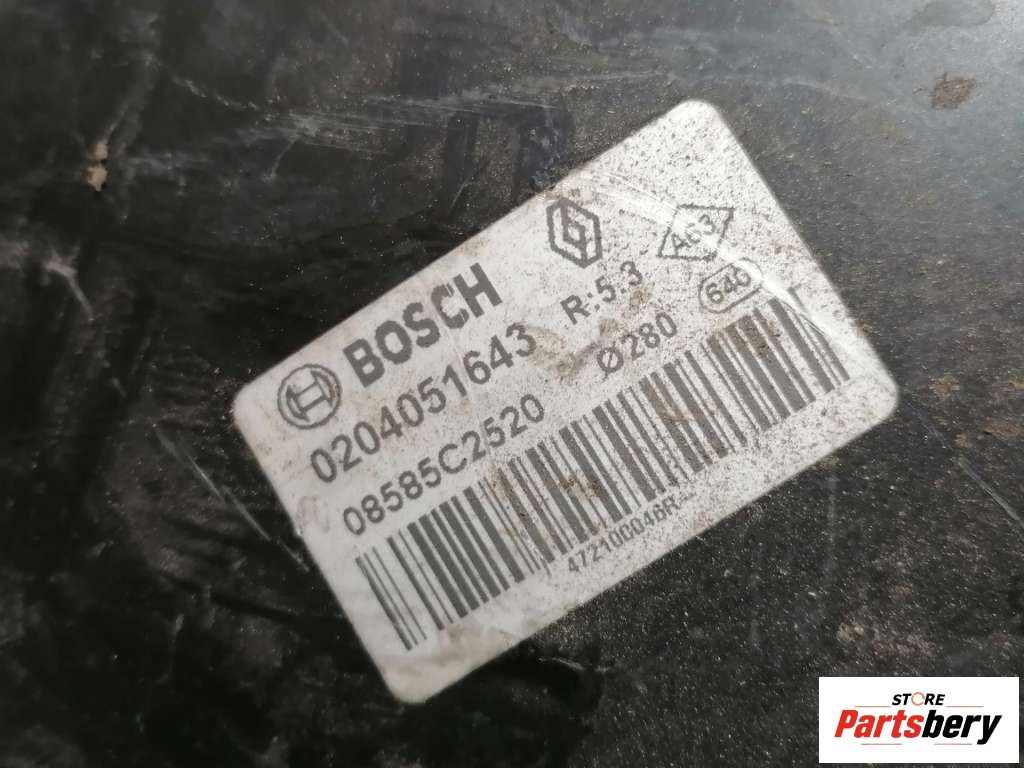 BOSCH
A63
0204051643 R:5.3
646
08585C2520 Ø280
472100046R
STORE
Partsbery